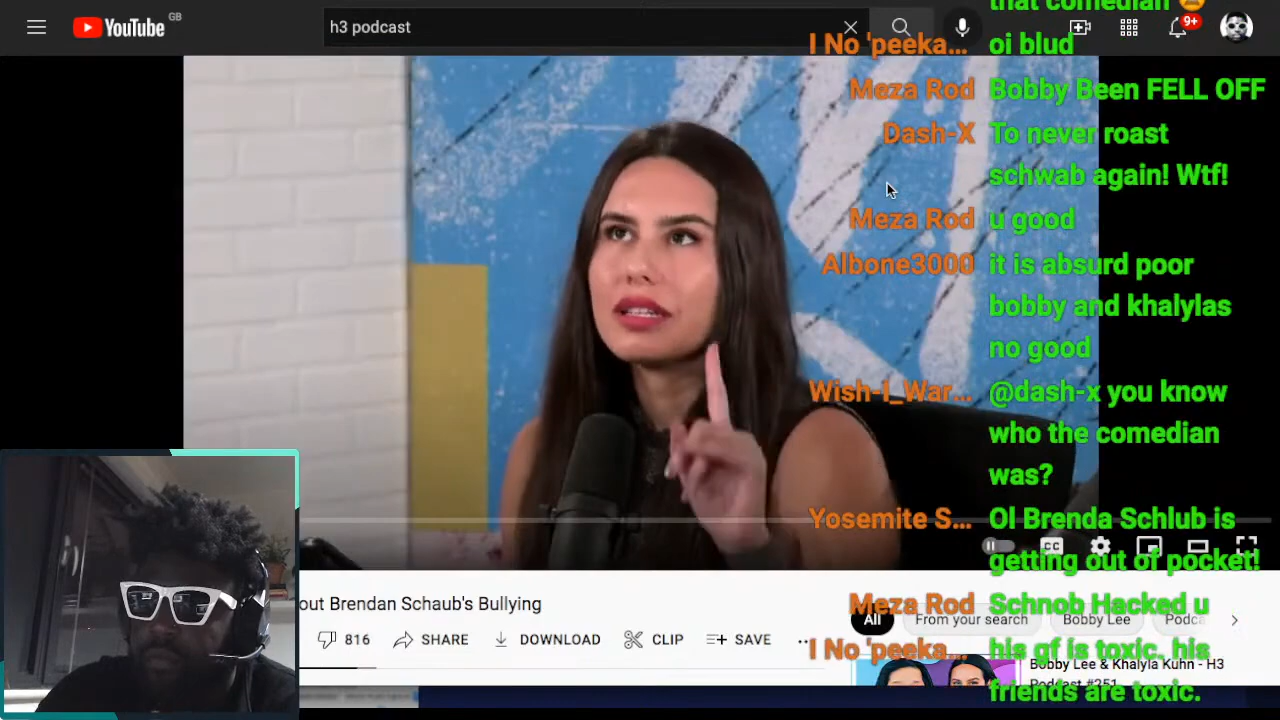 YouTube GB
h3 podcast
9+
that comedian
I No 'peeka... oi blud
Meza Rod Bobby Been FELL OFF
Dash-X To never roast
schwab again! Wtf!
Meza Rod u good
Albone3000 it is absurd poor
bobby and khalylas
no good
Wish-I_War... @dash-x you know
who the comedian
was?
Yosemite S... Ol Brenda Schlub is
getting out of pocket!
CC
out Brendan Schaub's Bullying
Meza Rod Schnob Hacked u
All From your search Bobby Lee Podca
816 SHARE DOWNLOAD CLIP SAVE ...
I No 'peeka... his gf is toxic. his
friends are toxic.
Bobby Lee & Khalyla Kuhn - H3
Podcast #251